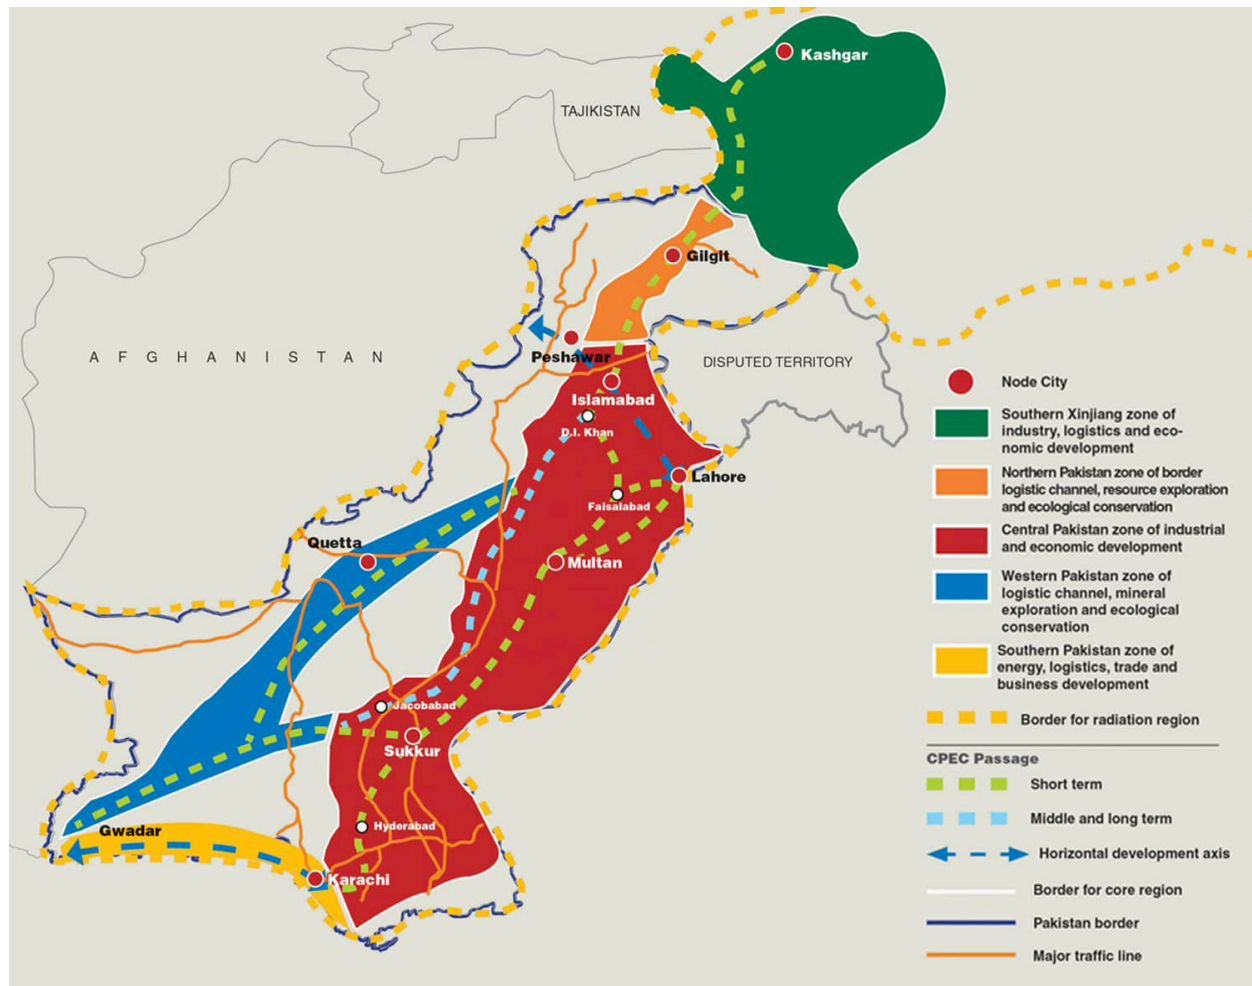 Kashgar
TAJIKISTAN
Gilgit
AFGHANISTAN
Peshawar
DISPUTED TERRITORY
Islamabad
D.I. Khan
Lahore
Faisalabad
Quetta
Multan
Jacobabad
Sukkur
Hyderabad
Gwadar
Karachi
Node City
Southern Xinjiang zone of
industry, logistics and eco-
nomic development
Northern Pakistan zone of border
logistic channel, resource exploration
and ecological conservation
Central Pakistan zone of industrial
and economic development
Western Pakistan zone of
logistic channel, mineral
exploration and ecological
conservation
Southern Pakistan zone of
energy, logistics, trade and
business development
Border for radiation region
CPEC Passage
Short term
Middle and long term
Horizontal development axis
Border for core region
Pakistan border
Major traffic line